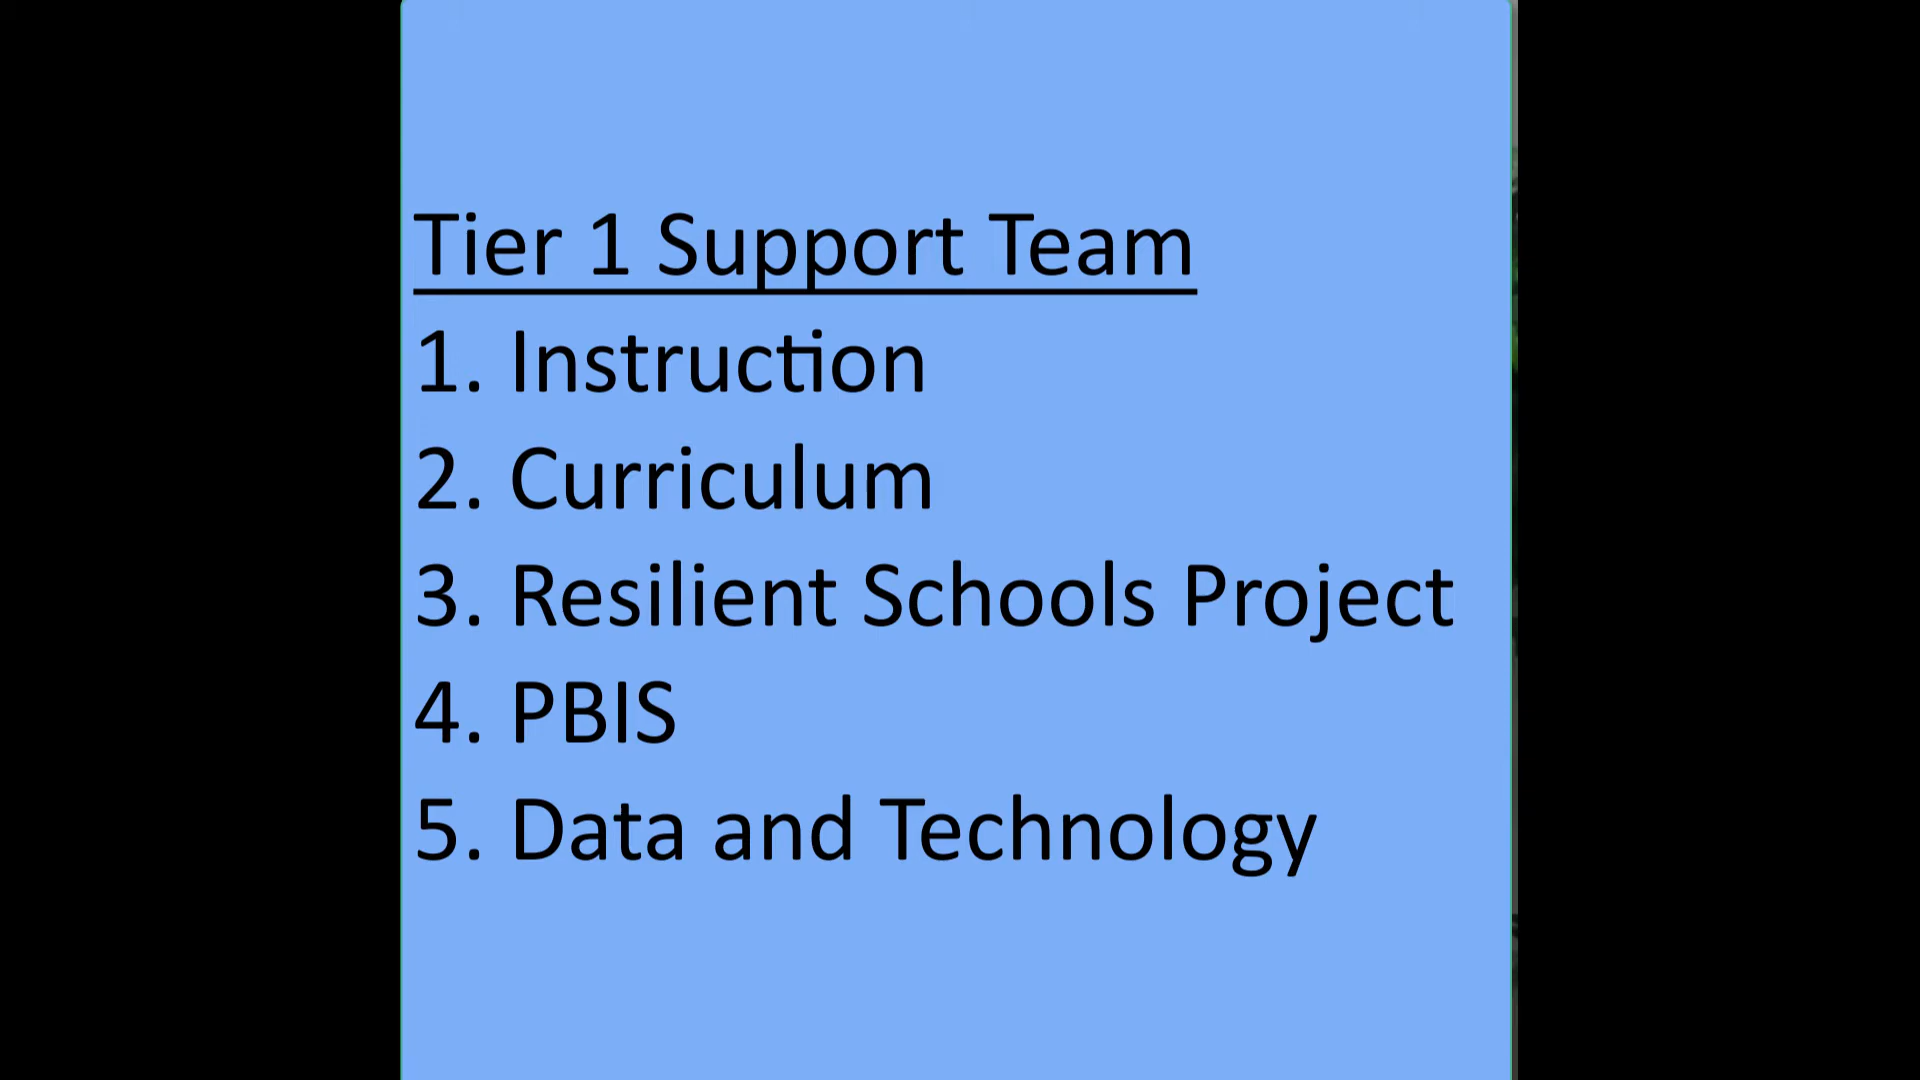 Tier 1 Support Team
1. Instruction
2. Curriculum
3. Resilient Schools Project
4. PBIS
5. Data and Technology